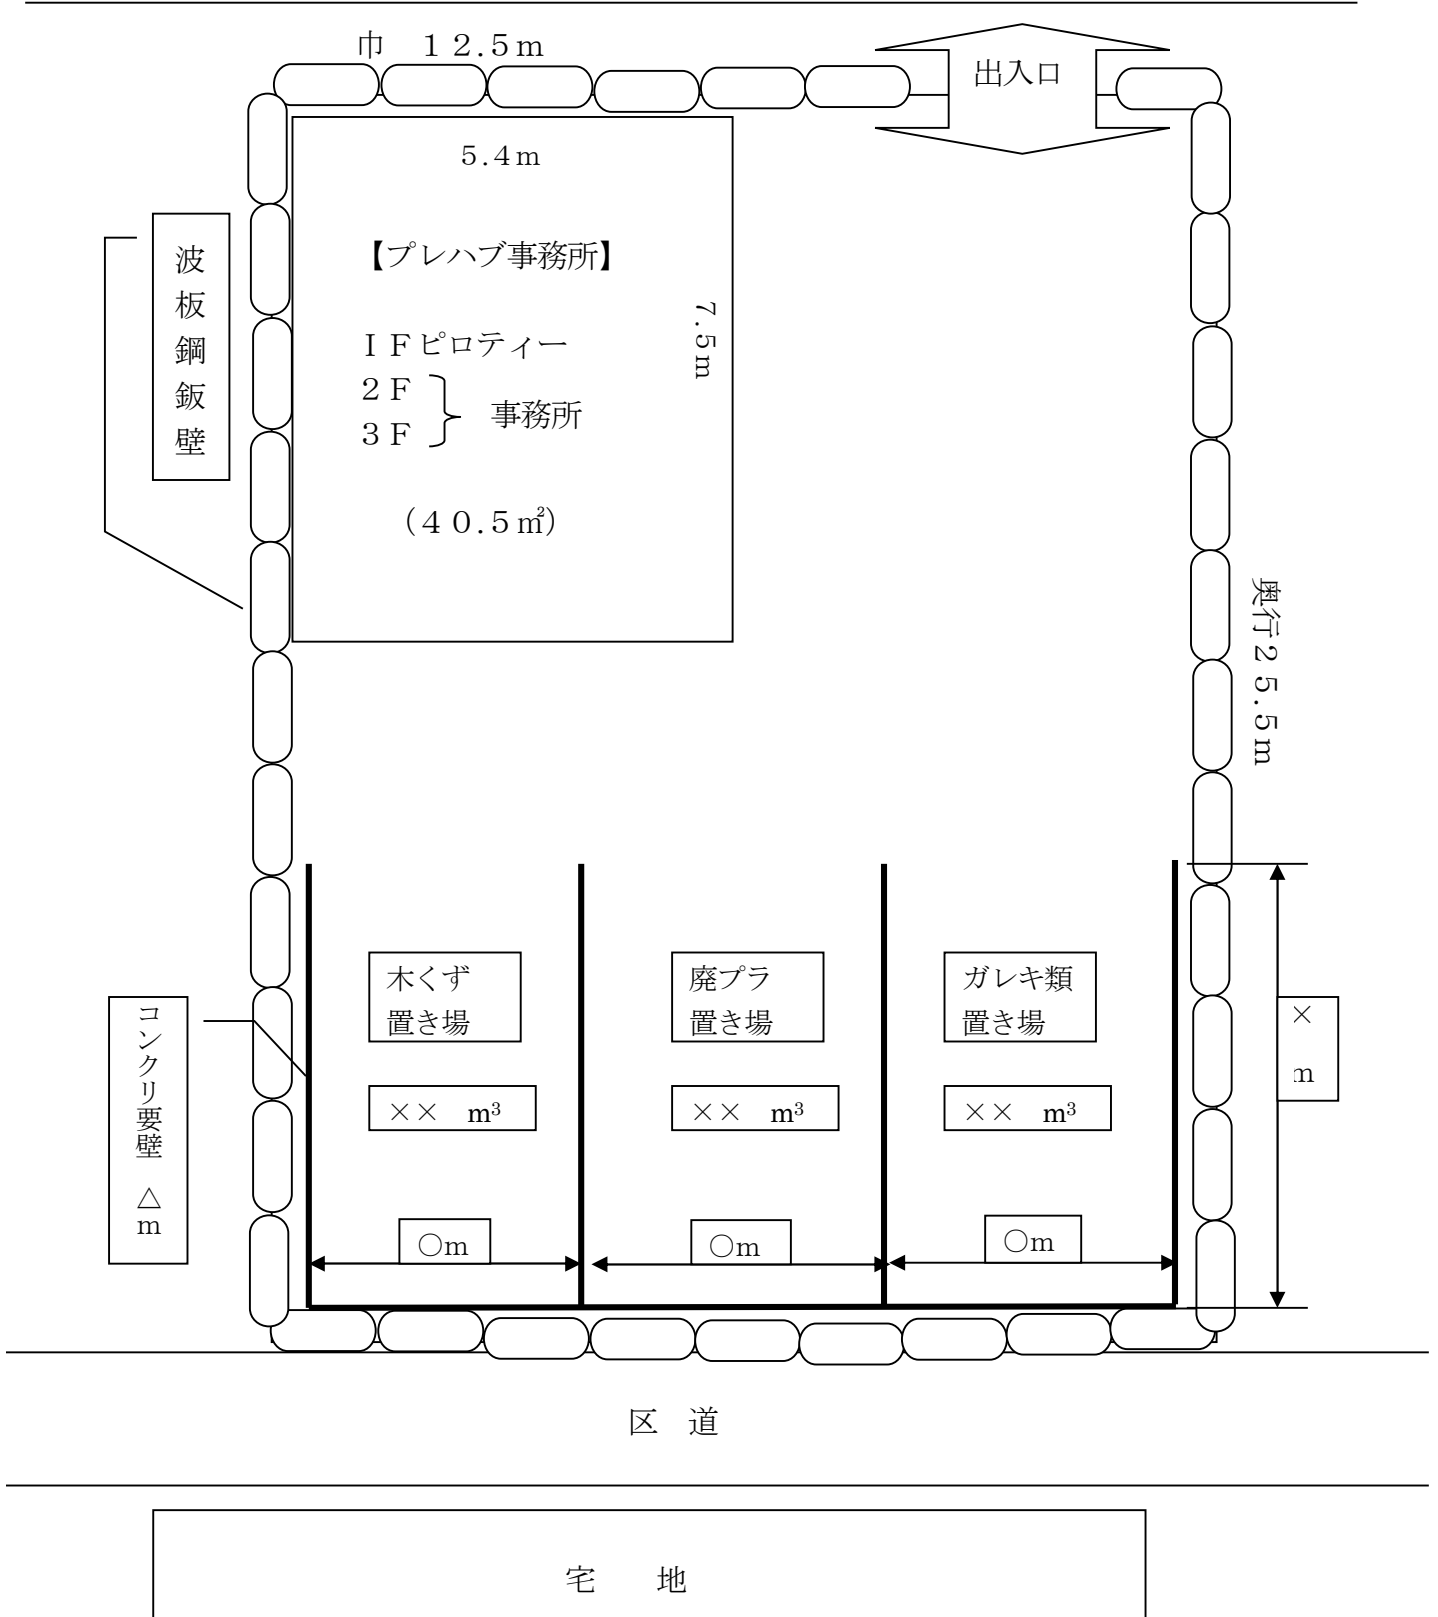 巾　１２.５ｍ
出入口
５.４ｍ
波板鋼鈑壁
【プレハブ事務所】
７.５ｍ
ＩＦピロティー
２Ｆ
３Ｆ
事務所
（４０.５㎡）
奥行２５.５ｍ
木くず
置き場
廃プラ
置き場
ガレキ類
置き場
×
ｍ
コンクリ要壁　△ｍ
××　m³
××　m³
××　m³
○m
○m
○m
区　道
宅　地